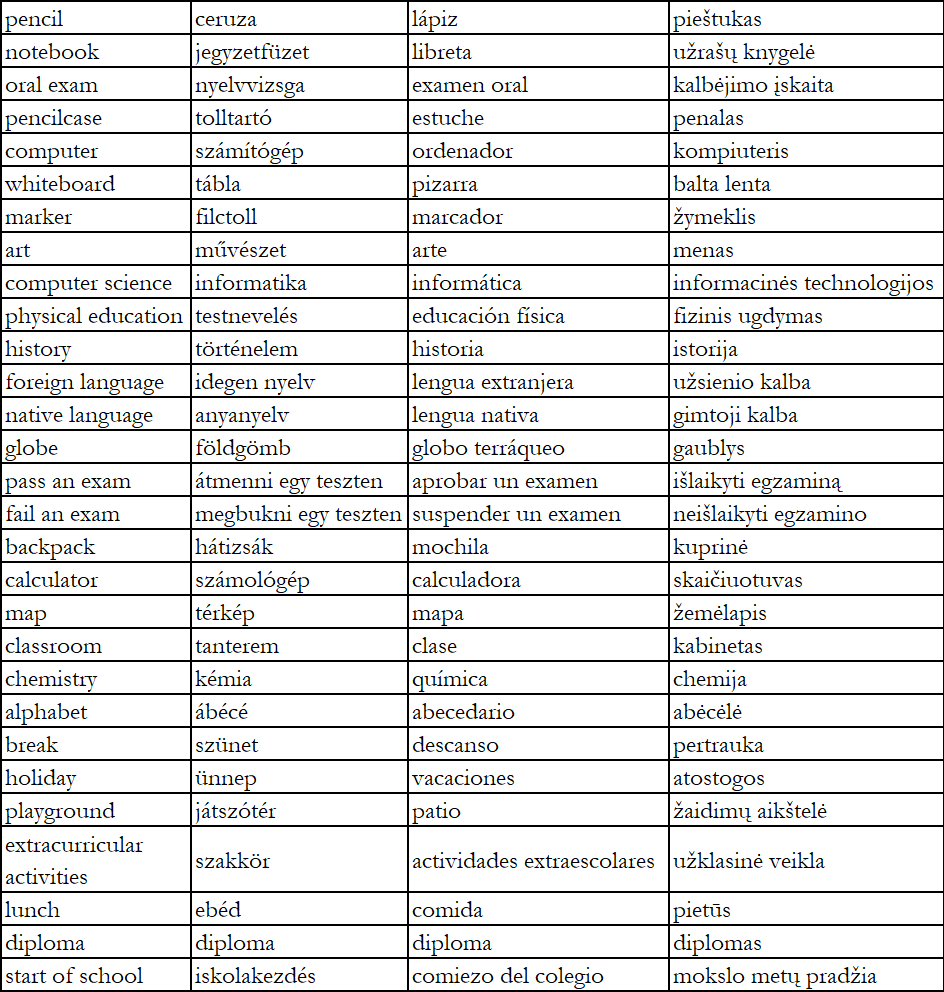 pencil ceruza lápiz pieštukas
notebook jegyzetfüzet libreta užrašų knygelė
oral exam nyelvvizsga examen oral kalbėjimo įskaita
pencilcase tolltartó estuche penalas
computer számítógép ordenador kompiuteris
whiteboard tábla pizarra balta lenta
marker filctoll marcador žymeklis
art művészet arte menas
computer science informatika informática informacinės technologijos
physical education testnevelés educación física fizinis ugdymas
history történelem historia istorija
foreign language idegen nyelv lengua extranjera užsienio kalba
native language anyanyelv lengua nativa gimtoji kalba
globe földgömb globo terráqueo gaublys
pass an exam átmenni egy teszten aprobar un examen išlaikyti egzaminą
fail an exam megbukni egy teszten suspender un examen neišlaikyti egzamino
backpack hátizsák mochila kuprinė
calculator számológép calculadora skaičiuotuvas
map térkép mapa žemėlapis
classroom tanterem clase kabinetas
chemistry kémia química chemija
alphabet ábécé abecedario abėcėlė
break szünet descanso pertrauka
holiday ünnep vacaciones atostogos
playground játszótér patio žaidimų aikštelė
extracurricular
activities szakkör actividades extraescolares užklasinė veikla
lunch ebéd comida pietūs
diploma diploma diploma diplomas
start of school iskolakezdés comiezo del colegio mokslo metų pradžia